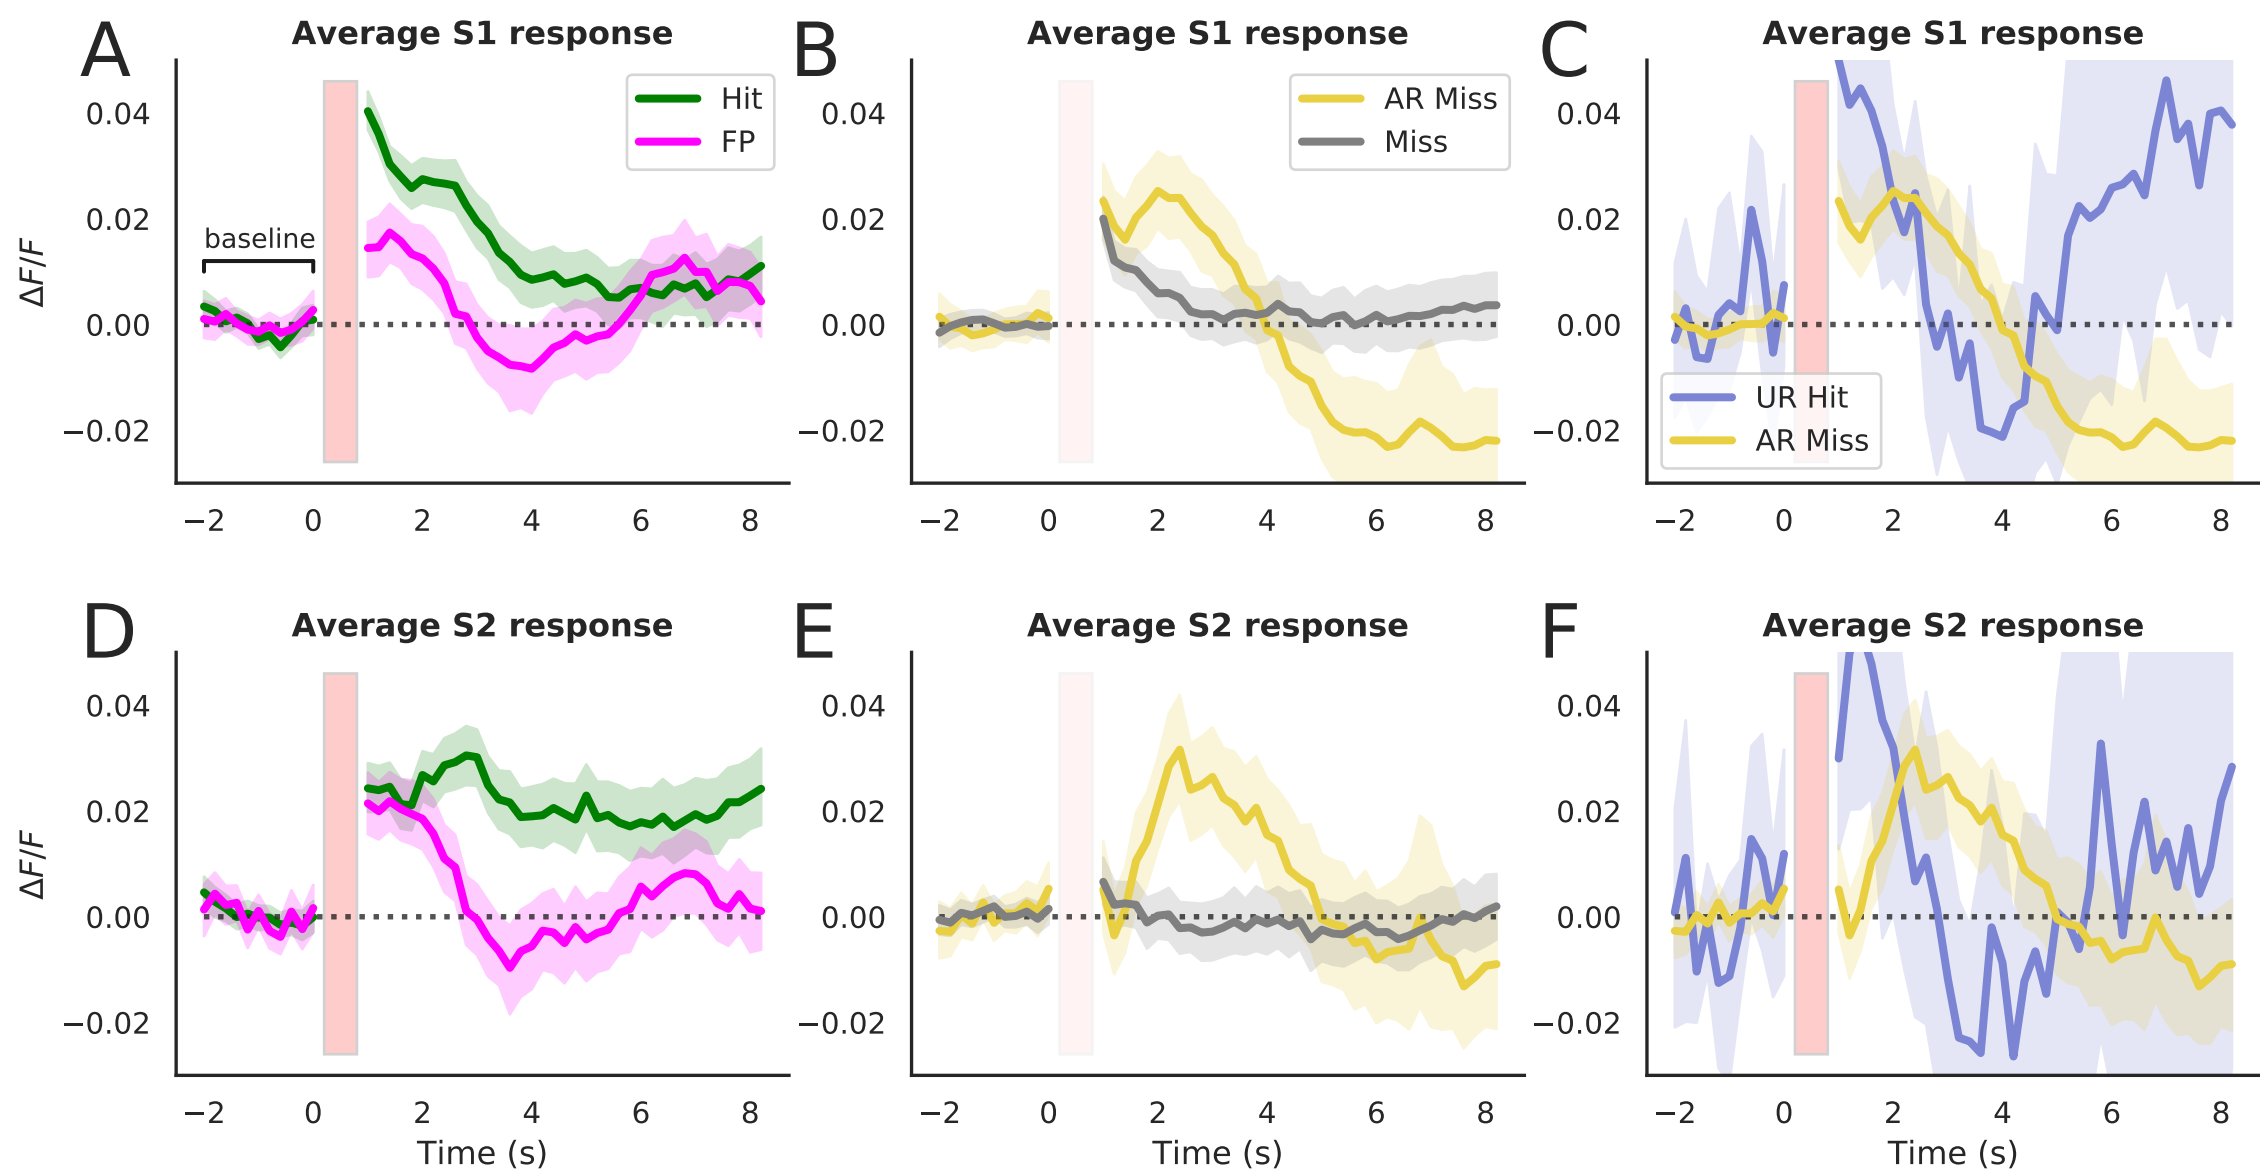 A
Average S1 response
ΔF/F
0.04
0.02
0.00
−0.02
baseline
Hit
FP
−2 0 2 4 6 8
B
Average S1 response
0.04
0.02
0.00
−0.02
AR Miss
Miss
−2 0 2 4 6 8
C
Average S1 response
0.04
0.02
0.00
−0.02
UR Hit
AR Miss
−2 0 2 4 6 8
D
Average S2 response
ΔF/F
0.04
0.02
0.00
−0.02
−2 0 2 4 6 8
Time (s)
E
Average S2 response
0.04
0.02
0.00
−0.02
−2 0 2 4 6 8
Time (s)
F
Average S2 response
0.04
0.02
0.00
−0.02
−2 0 2 4 6 8
Time (s)